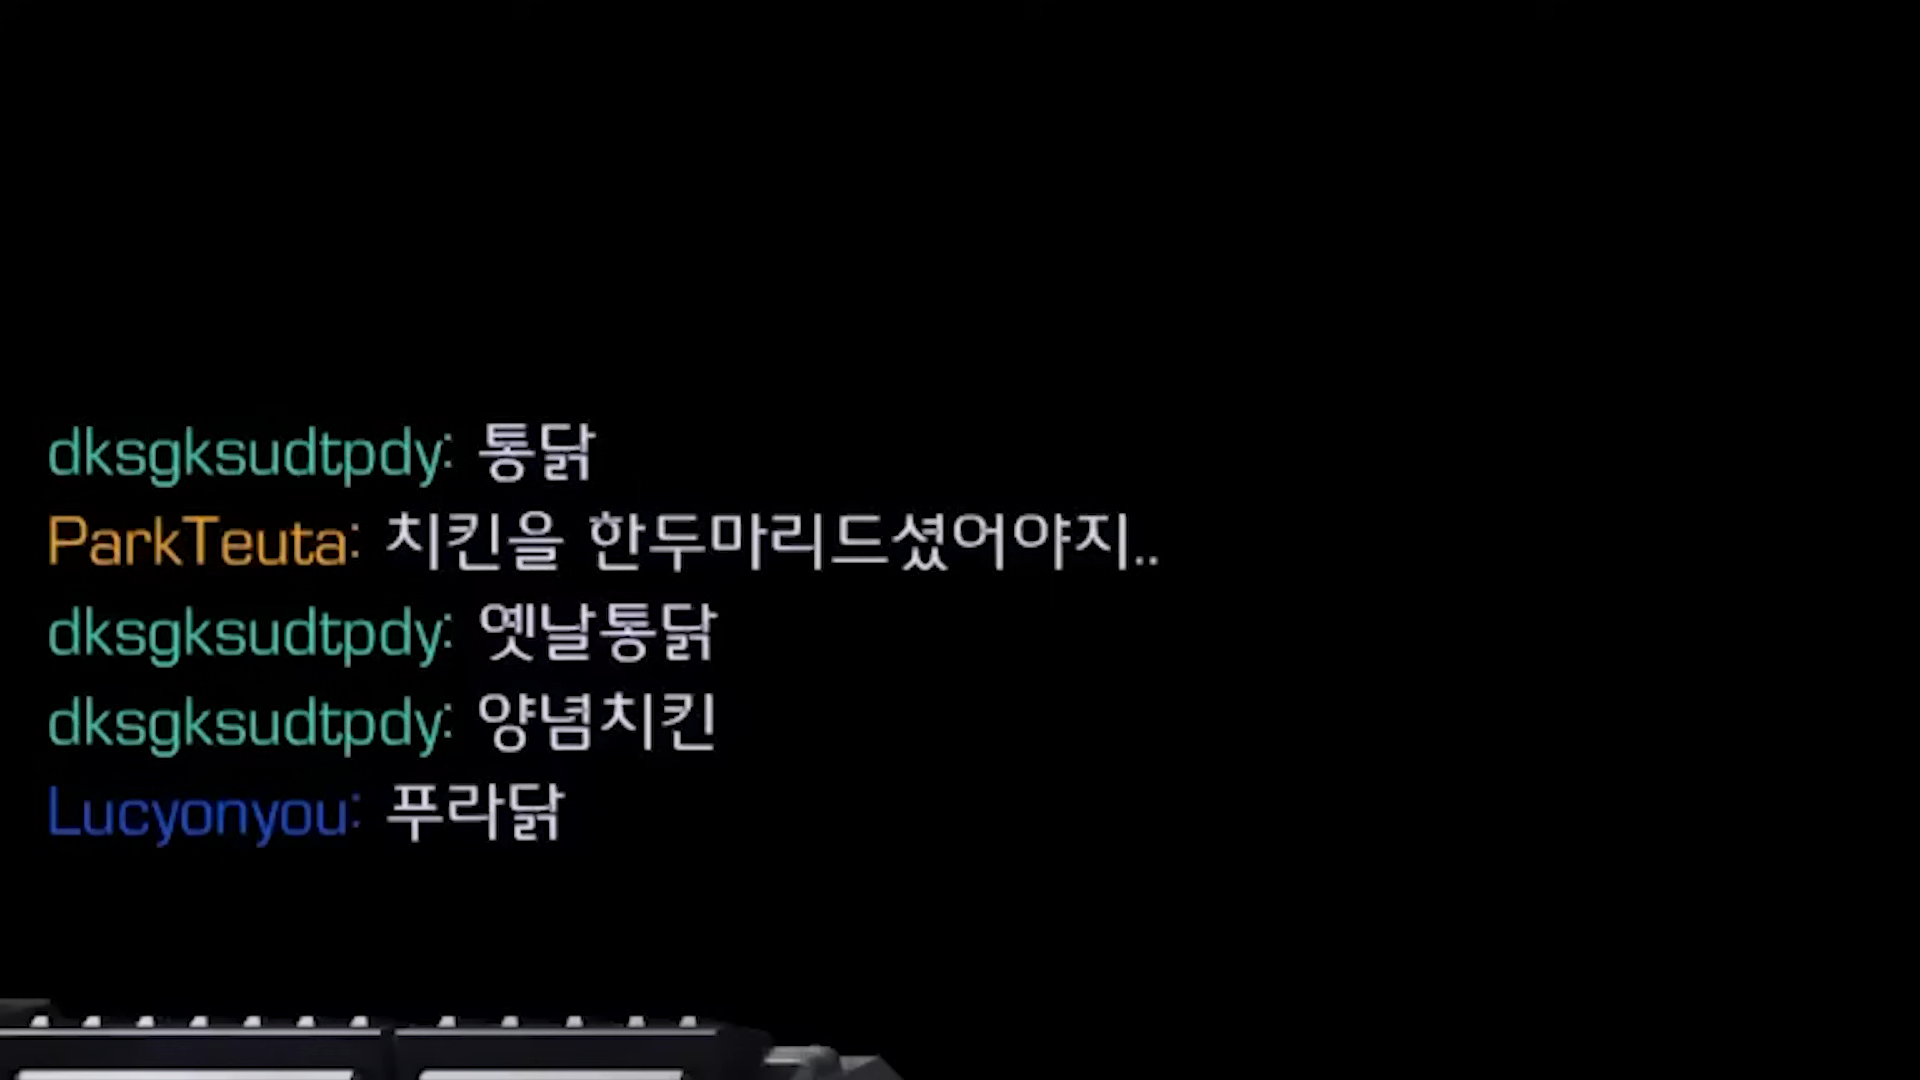 dksgksudtpdy: 통닭
ParkTeuta: 치킨을 한두마리드셨어야지..
dksgksudtpdy: 옛날통닭
dksgksudtpdy: 양념치킨
Lucyonyou: 푸라닭